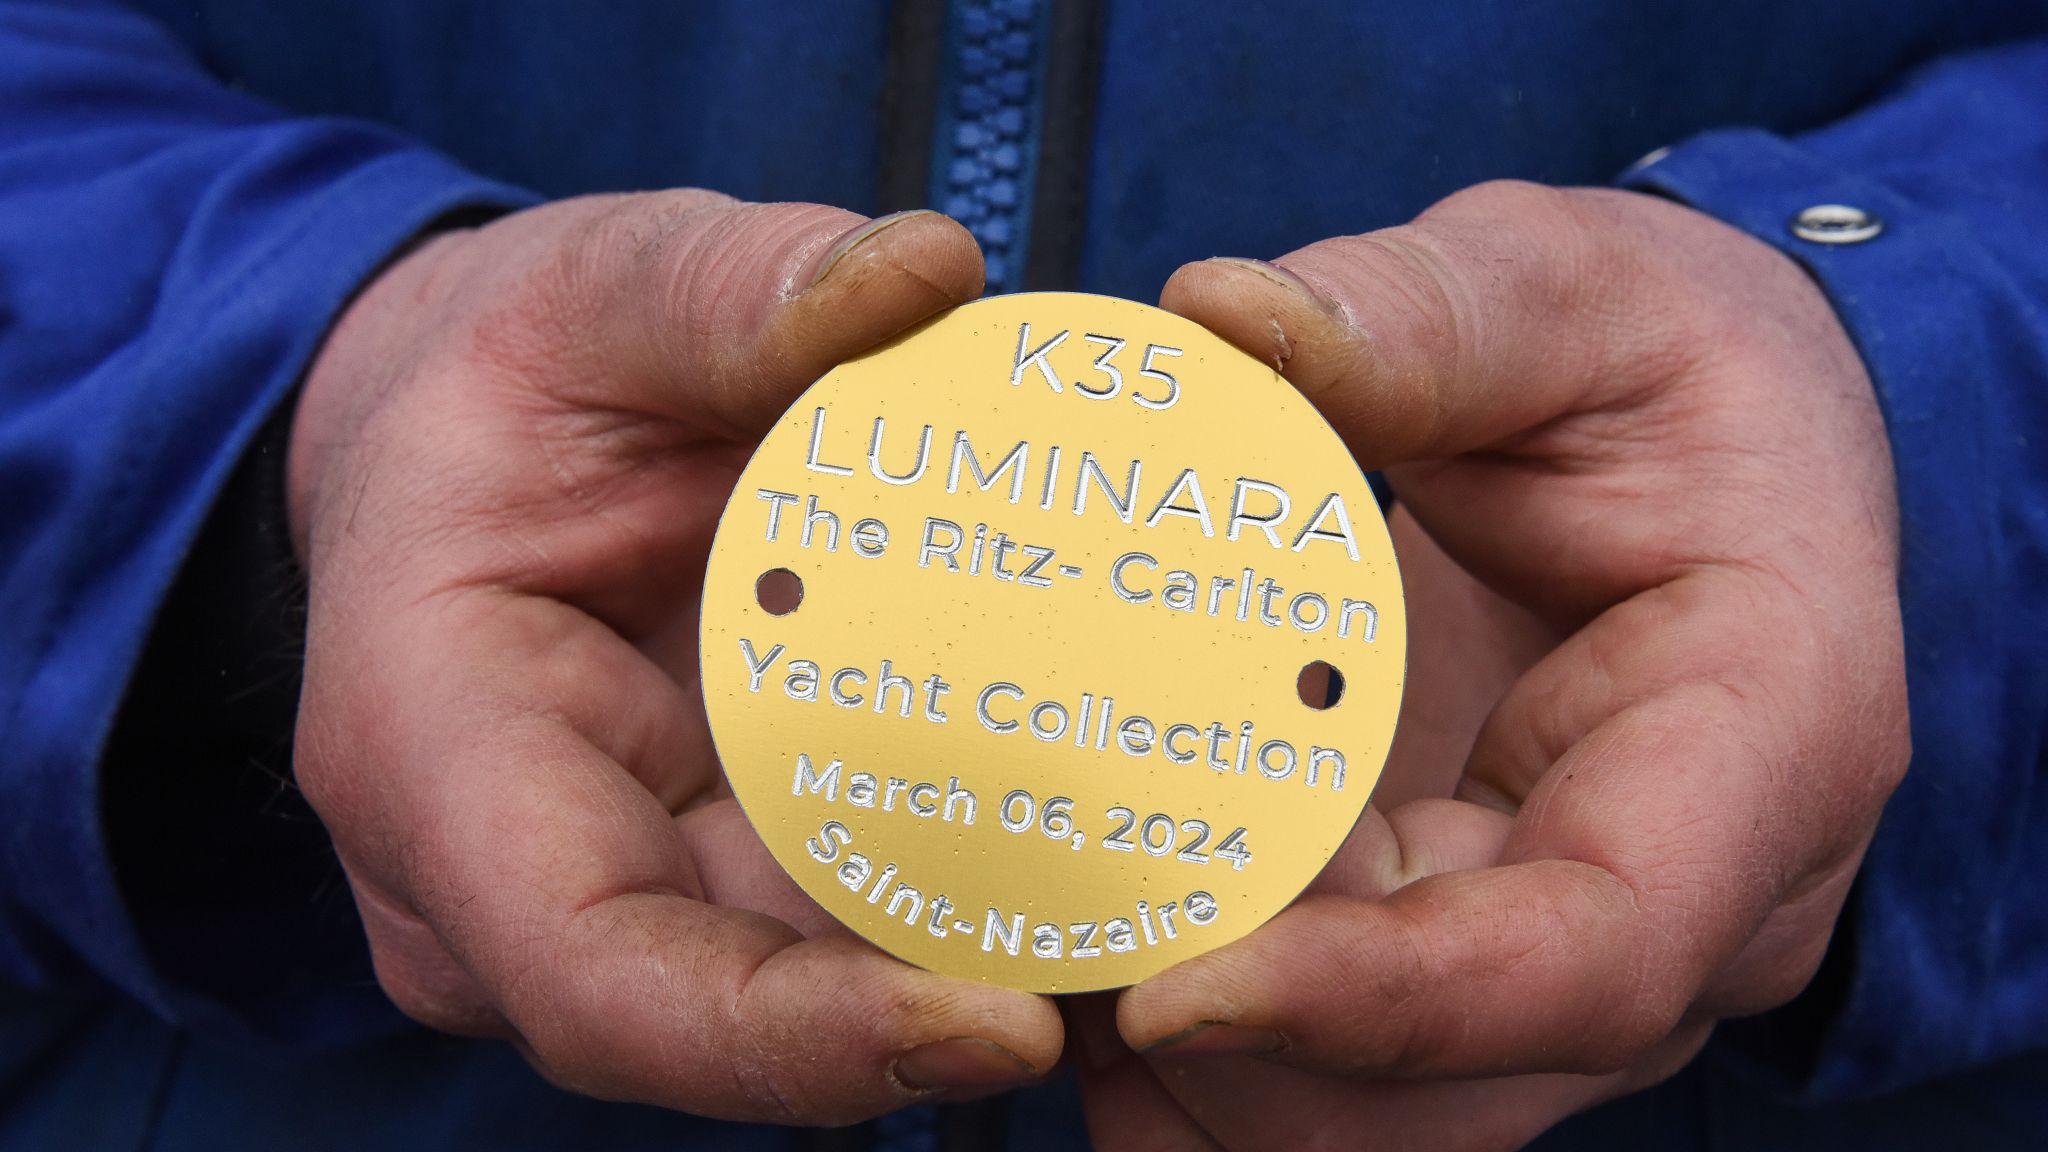 K35
LUMINARA
The Ritz- Carlton
Yacht Collection
March 06, 2024
Saint-Nazaire